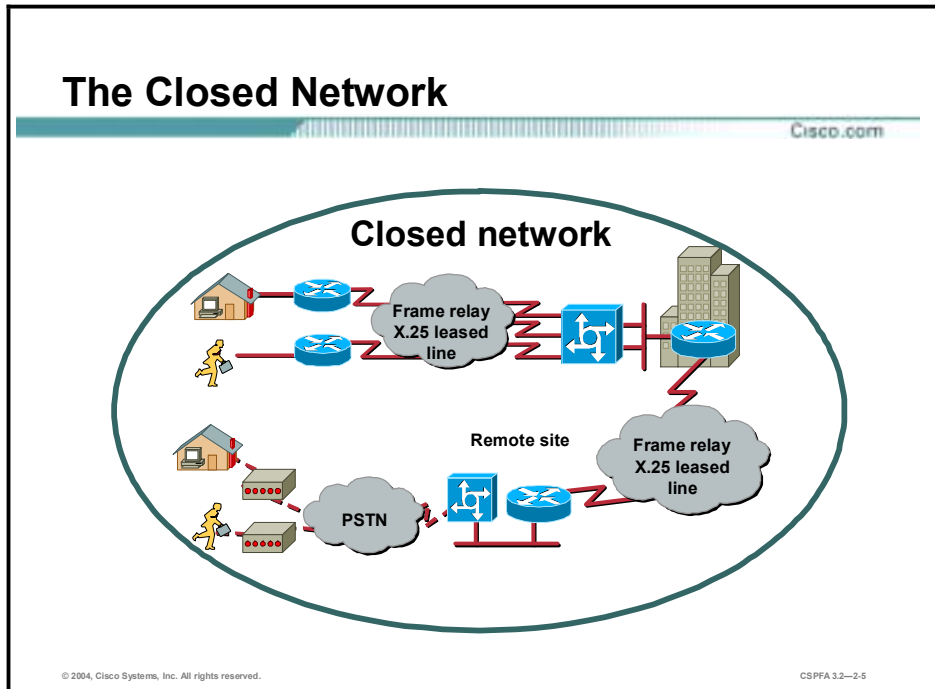 The Closed Network
Cisco.com
Closed network
Frame relay
X.25 leased
line
Remote site
Frame relay
X.25 leased
line
PSTN
© 2004, Cisco Systems, Inc. All rights reserved.
CSPFA 3.2—2-5